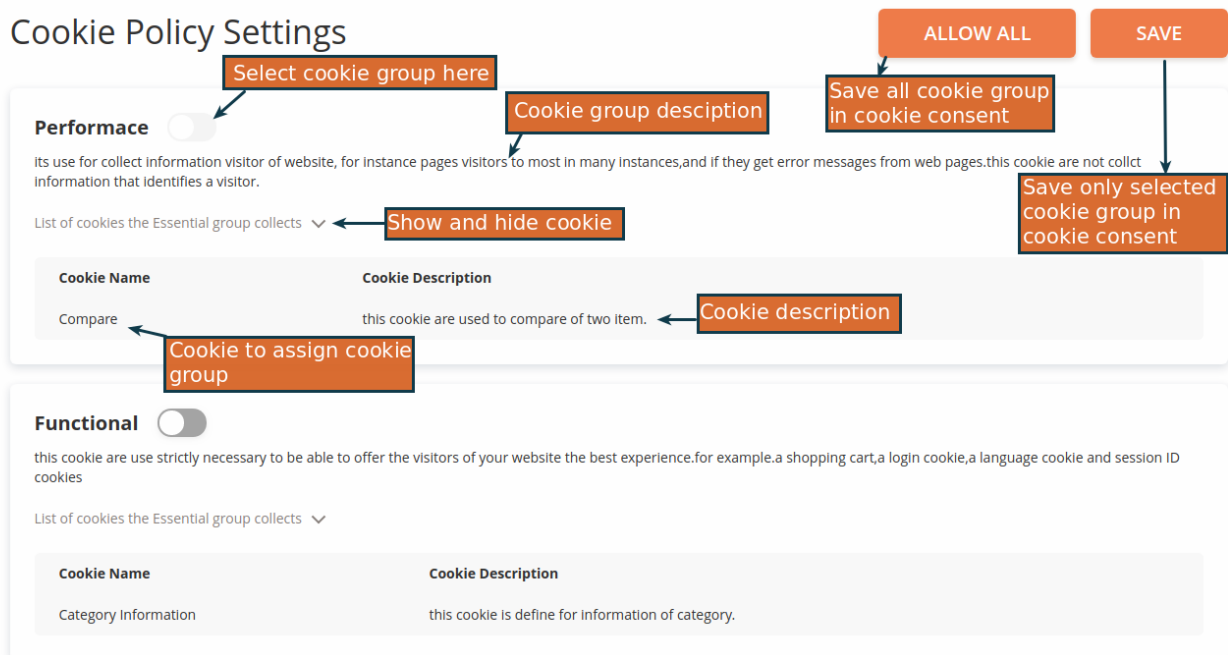 Cookie Policy Settings
ALLOW ALL
SAVE
Select cookie group here
Save all cookie group
in cookie consent
Cookie group desciption
Performace
its use for collect information visitor of website, for instance pages visitors to most in many instances,and if they get error messages from web pages.this cookie are not collct
information that identifies a visitor.
Save only selected
cookie group in
cookie consent
List of cookies the Essential group collects
Show and hide cookie
Cookie Name
Cookie Description
Compare
this cookie are used to compare of two item.
Cookie description
Cookie to assign cookie
group
Functional
this cookie are use strictly necessary to be able to offer the visitors of your website the best experience.for example.a shopping cart,a login cookie,a language cookie and session ID
cookies
List of cookies the Essential group collects
Cookie Name
Cookie Description
Category Information
this cookie is define for information of category.